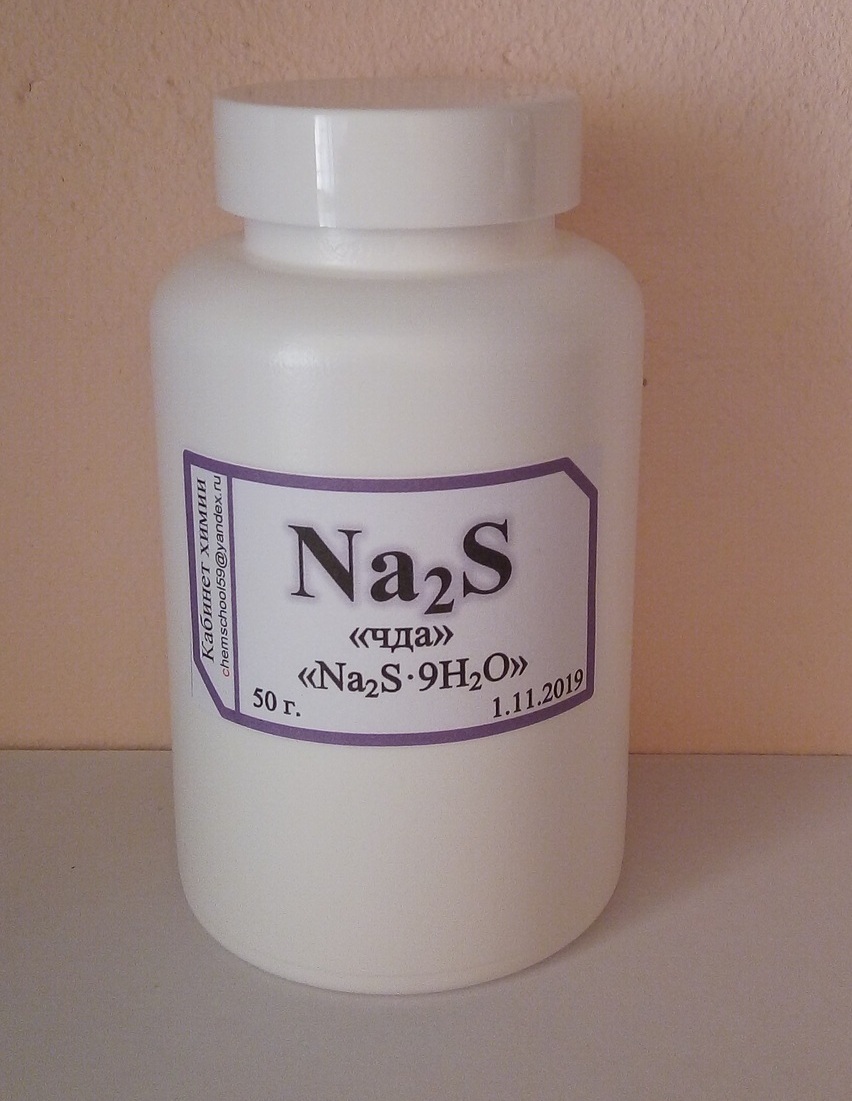 Кабинет химии
chemschool59@yandex.ru
Na₂S
«чда»
«Na₂S·9H₂O»
50 г.
1.11.2019